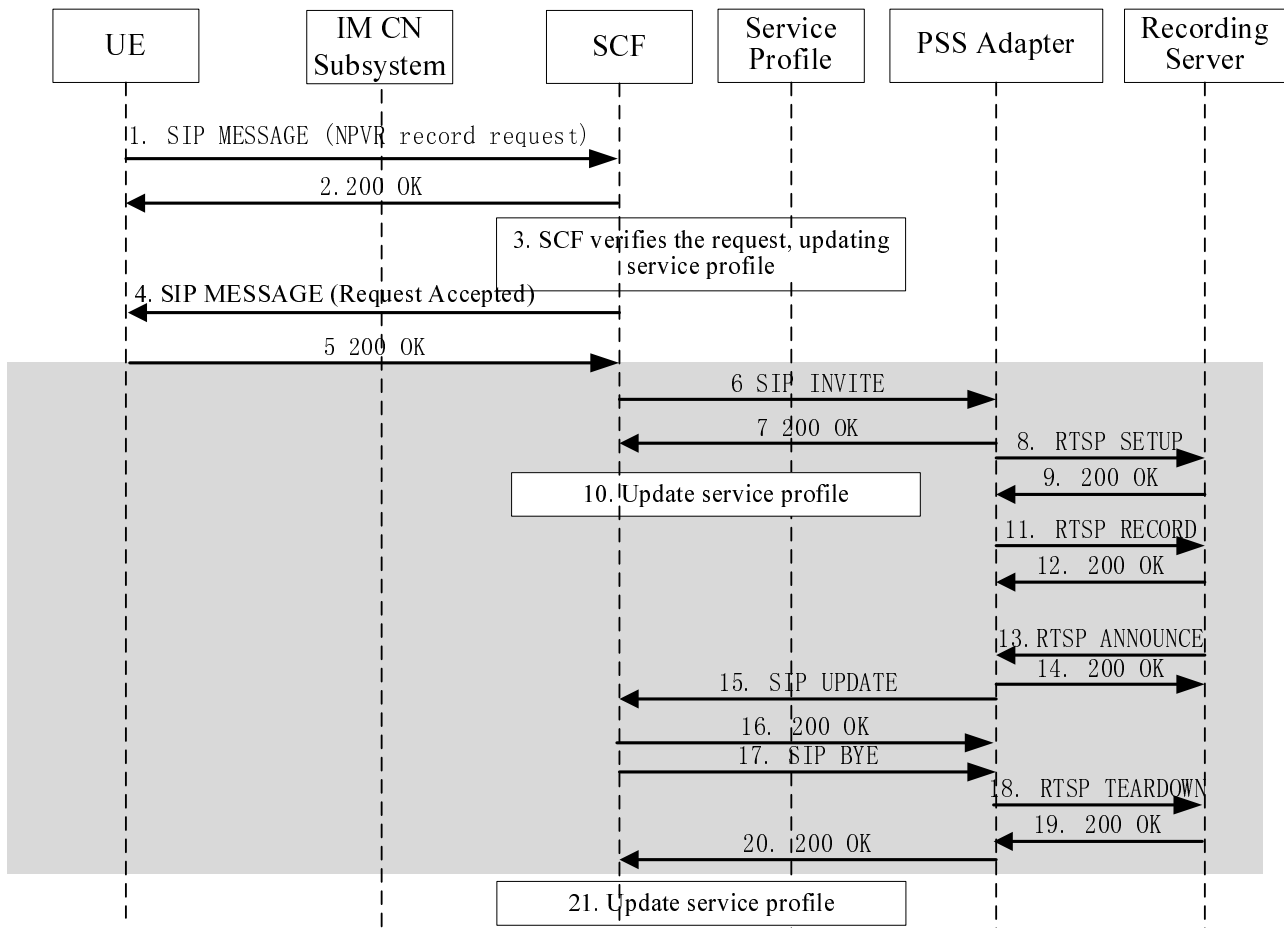 UE
IM CN
Subsystem
SCF
Service
Profile
PSS Adapter
Recording
Server
1. SIP MESSAGE (NPVR record request)
2.200 OK
3. SCF verifies the request, updating
service profile
4. SIP MESSAGE (Request Accepted)
5 200 OK
6 SIP INVITE
7 200 OK
8. RTSP SETUP
9. 200 OK
10. Update service profile
11. RTSP RECORD
12. 200 OK
13.RTSP ANNOUNCE
14. 200 OK
15. SIP UPDATE
16. 200 OK
17. SIP BYE
18. RTSP TEARDOWN
19. 200 OK
20. 200 OK
21. Update service profile